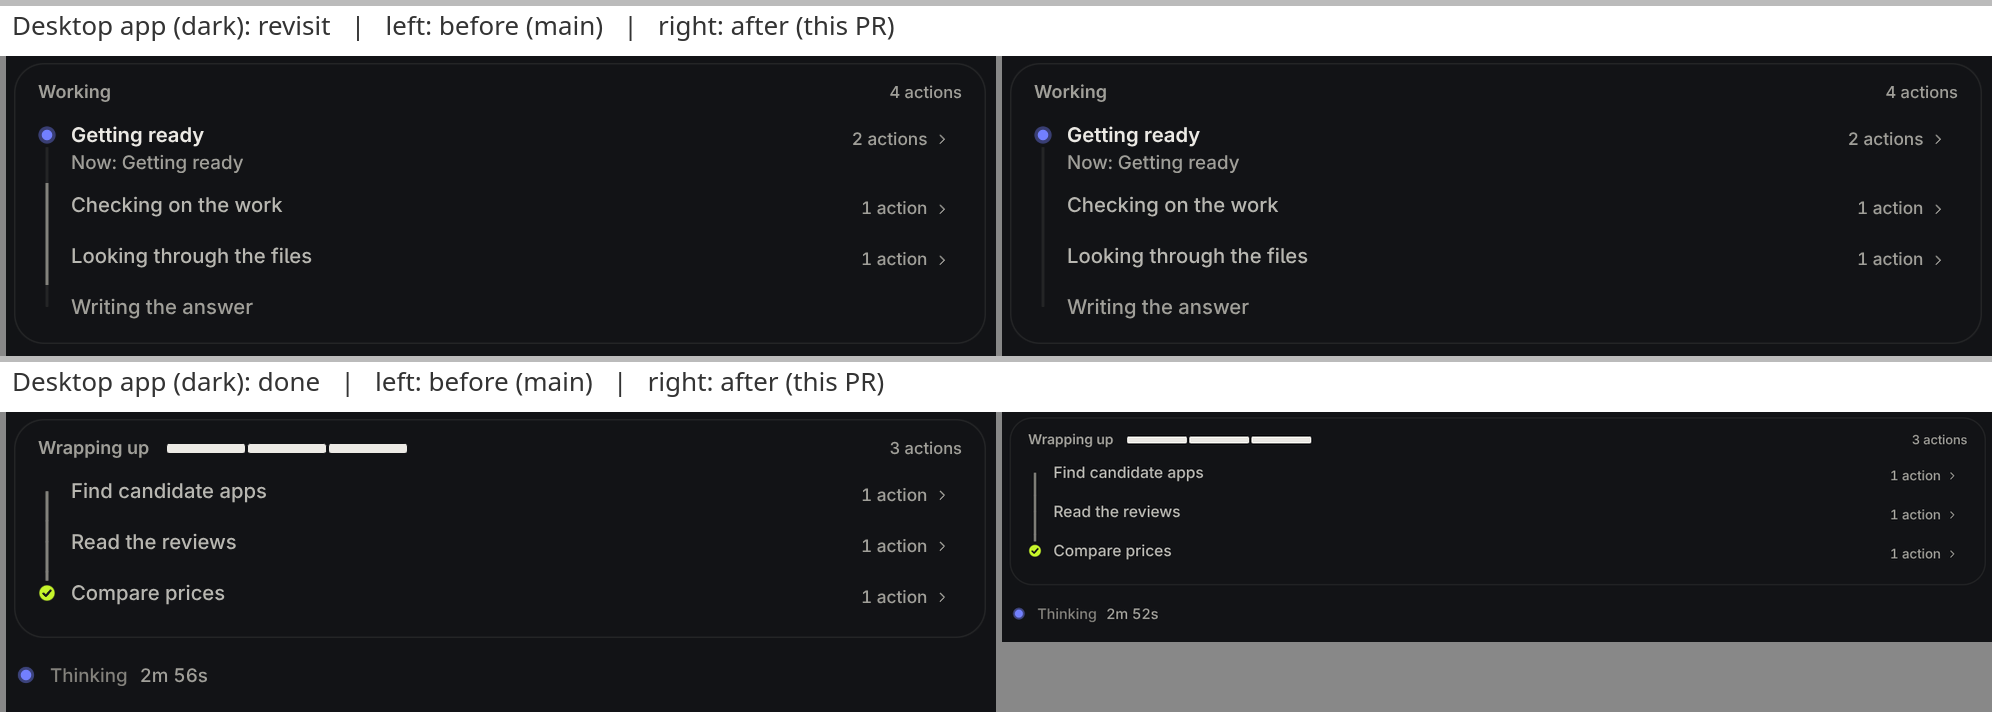 Desktop app (dark): revisit | left: before (main) | right: after (this PR)
Working 4 actions
Getting ready 2 actions >
Now: Getting ready
Checking on the work 1 action >
Looking through the files 1 action >
Writing the answer
Working 4 actions
Getting ready 2 actions >
Now: Getting ready
Checking on the work 1 action >
Looking through the files 1 action >
Writing the answer
Desktop app (dark): done | left: before (main) | right: after (this PR)
Wrapping up 3 actions
Find candidate apps 1 action >
Read the reviews 1 action >
Compare prices 1 action >
Thinking 2m 56s
Wrapping up 3 actions
Find candidate apps 1 action >
Read the reviews 1 action >
Compare prices 1 action >
Thinking 2m 52s